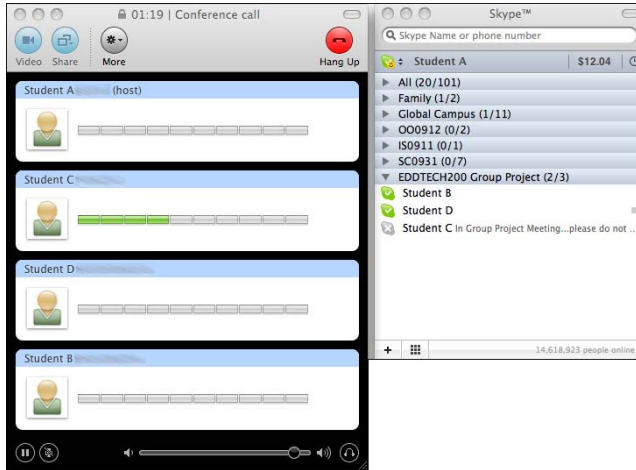 01:19 | Conference call
Video Share More Hang Up
Student A (host)
Student C
Student D
Student B
Skype™
Skype Name or phone number
Student A $12.04
All (20/101)
Family (1/2)
Global Campus (1/11)
OO0912 (0/2)
IS0911 (0/1)
SC0931 (0/7)
EDDTECH200 Group Project (2/3)
Student B
Student D
Student C In Group Project Meeting...please do not ..
14,618,923 people online